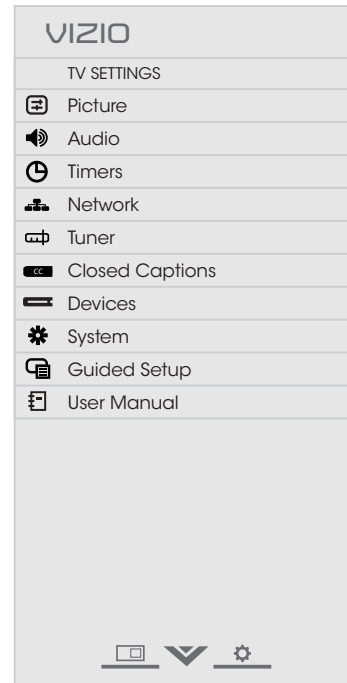 VIZIO
TV SETTINGS
Picture
Audio
Timers
Network
Tuner
CC Closed Captions
Devices
System
Guided Setup
User Manual